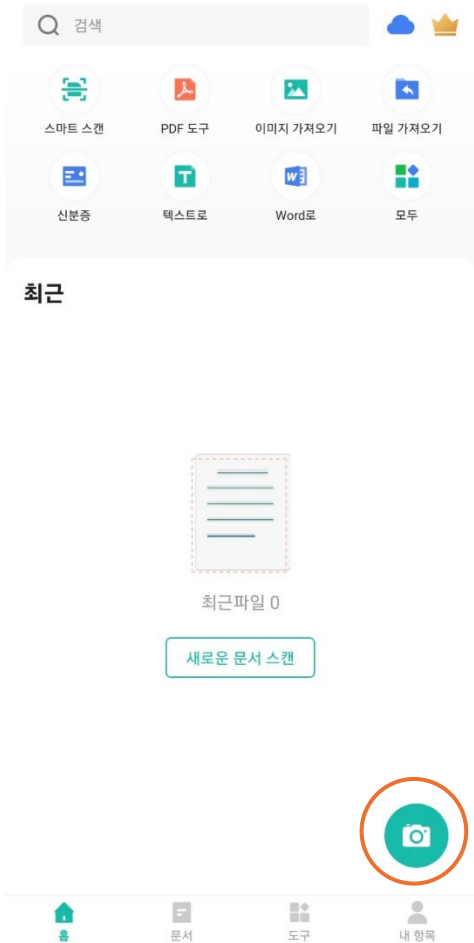 검색
스마트 스캔 PDF 도구 이미지 가져오기 파일 가져오기
신분증 텍스트로 Word로 모두
최근
최근파일 0
새로운 문서 스캔
홈 문서 도구 내 항목